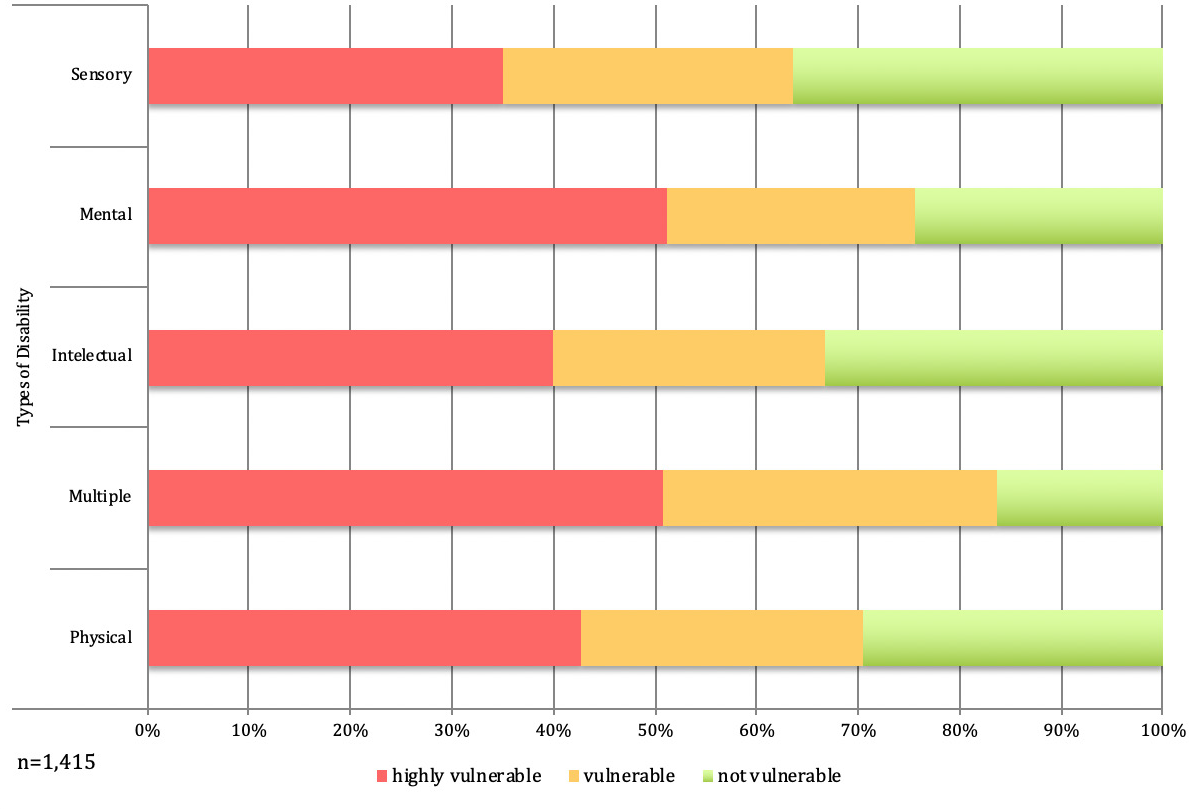 Sensory
Mental
Intelectual
Multiple
Physical
Types of Disability
0% 10% 20% 30% 40% 50% 60% 70% 80% 90% 100%
n=1,415
highly vulnerable vulnerable not vulnerable